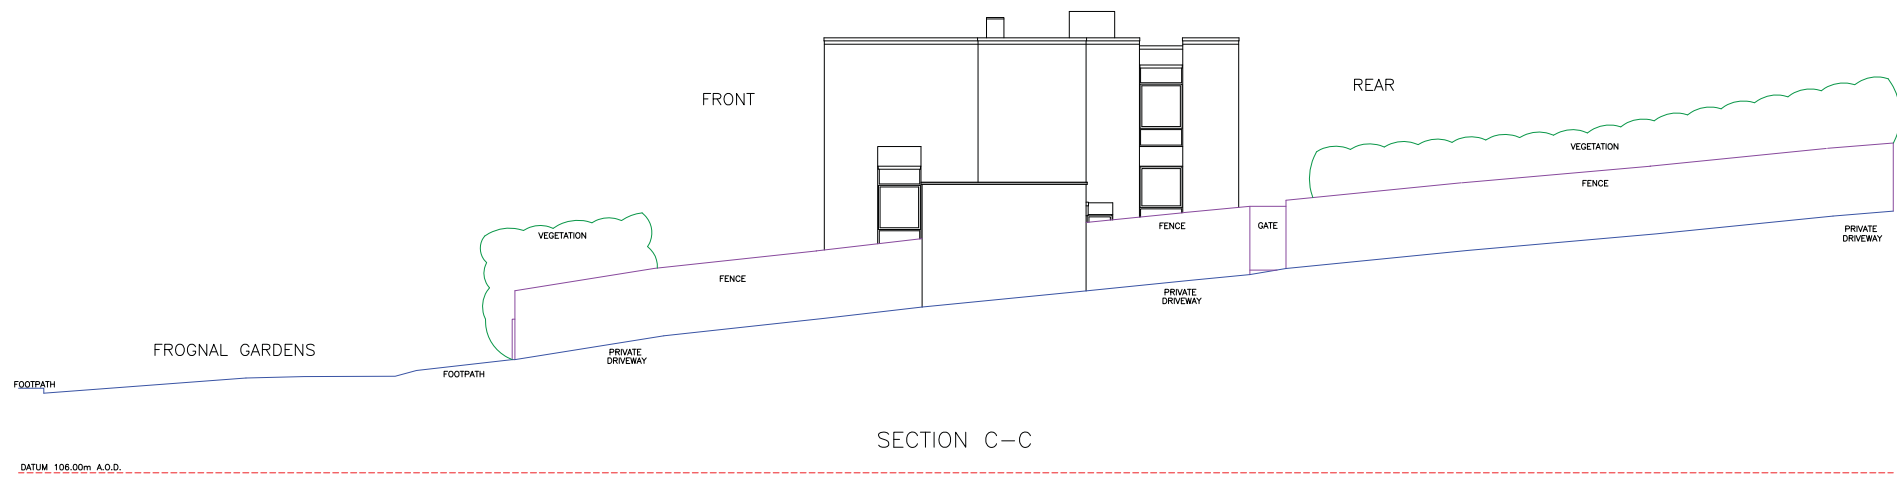 FRONT
REAR
VEGETATION
FENCE
VEGETATION
FENCE
GATE
PRIVATE
DRIVEWAY
FENCE
PRIVATE
DRIVEWAY
FROGNAL GARDENS
PRIVATE
DRIVEWAY
FOOTPATH
FOOTPATH
SECTION C-C
DATUM 106.00m A.O.D.